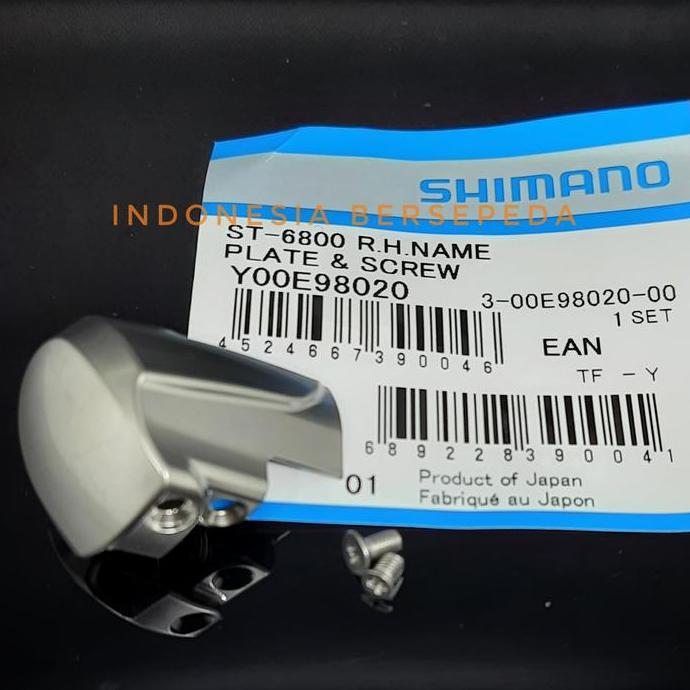 SHIMANO
INDONESIA BERSEPEDA
ST-6800 R.H.NAME
PLATE & SCREW
Y00E98020
3-00E98020-00
1 SET
4524667390046
EAN
TF - Y
689228390041
01
Product of Japan
Fabriqué au Japon